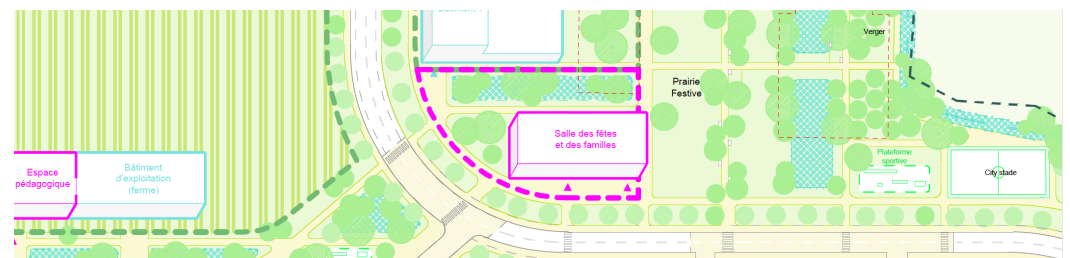 Verger
Prairie
Festive
Salle des fêtes
et des familles
Plateforme
sportive
City stade
Espace
pédagogique
Bâtiment
d'exploitation
(ferme)